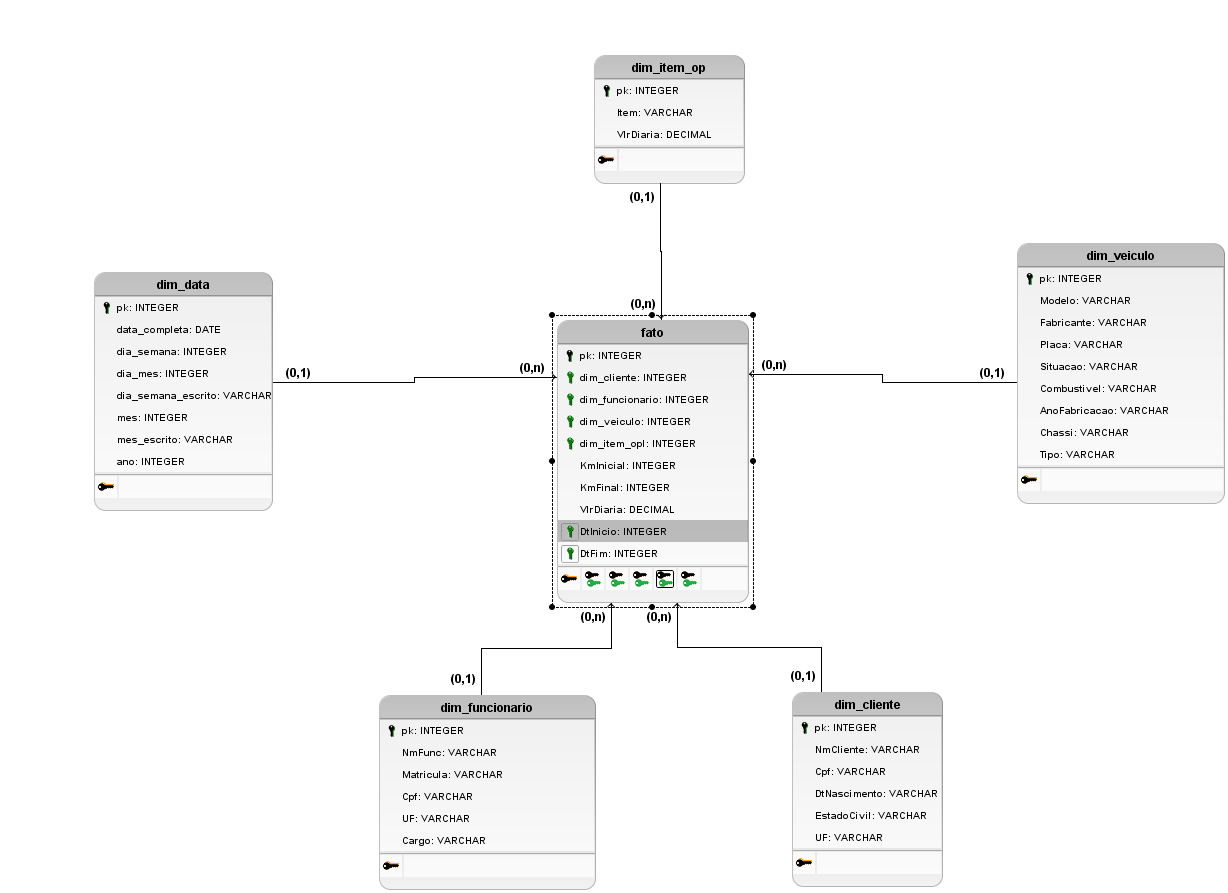 dim_item_op
pk: INTEGER
Item: VARCHAR
VlrDiaria: DECIMAL
(0,1)
(0,n)
dim_data
pk: INTEGER
data_completa: DATE
dia_semana: INTEGER
dia_mes: INTEGER
dia_semana_escrito: VARCHAR
mes: INTEGER
mes_escrito: VARCHAR
ano: INTEGER
(0,1)
(0,n)
fato
pk: INTEGER
dim_cliente: INTEGER
dim_funcionario: INTEGER
dim_veiculo: INTEGER
dim_item_opl: INTEGER
KmInicial: INTEGER
KmFinal: INTEGER
VlrDiaria: DECIMAL
DtInicio: INTEGER
DtFim: INTEGER
(0,n)
(0,1)
dim_veiculo
pk: INTEGER
Modelo: VARCHAR
Fabricante: VARCHAR
Placa: VARCHAR
Situacao: VARCHAR
Combustivel: VARCHAR
AnoFabricacao: VARCHAR
Chassi: VARCHAR
Tipo: VARCHAR
(0,n)
(0,n)
(0,1)
(0,1)
dim_funcionario
pk: INTEGER
NmFunc: VARCHAR
Matricula: VARCHAR
Cpf: VARCHAR
UF: VARCHAR
Cargo: VARCHAR
dim_cliente
pk: INTEGER
NmCliente: VARCHAR
Cpf: VARCHAR
DtNascimento: VARCHAR
EstadoCivil: VARCHAR
UF: VARCHAR